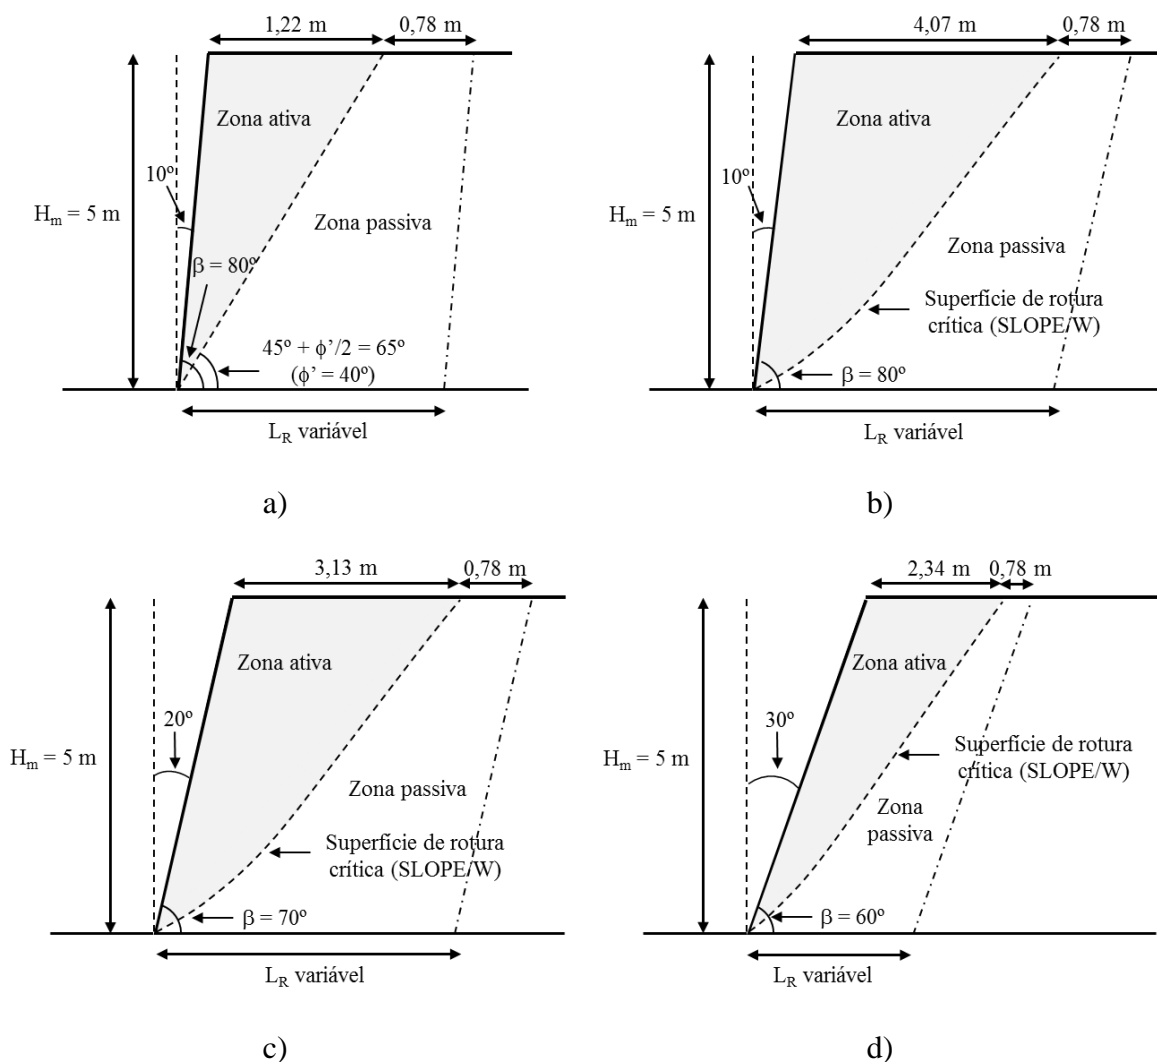 1,22 m
0,78 m
Zona ativa
10º
H_m = 5 m
Zona passiva
β = 80º
45º + ϕ’/2 = 65º
(ϕ’ = 40º)
L_R variável
a)
4,07 m
0,78 m
Zona ativa
10º
H_m = 5 m
Zona passiva
Superfície de rotura
crítica (SLOPE/W)
β = 80º
L_R variável
b)
3,13 m
0,78 m
Zona ativa
20º
H_m = 5 m
Zona passiva
Superfície de rotura
crítica (SLOPE/W)
β = 70º
L_R variável
c)
2,34 m
0,78 m
Zona ativa
30º
H_m = 5 m
Superfície de rotura
crítica (SLOPE/W)
Zona
passiva
β = 60º
L_R variável
d)